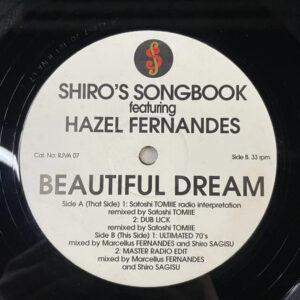 SHIRO'S SONGBOOK
featuring
HAZEL FERNANDES
Cat. No: RJVA 07
Side B. 33 rpm
BEAUTIFUL DREAM
Side A (That Side) 1: Satoshi TOMIIE radio interpretation
remixed by Satoshi TOMIIE
2: DUB LICK
remixed by Satoshi TOMIIE
Side B (This Side) 1: ULTIMATED 70's
mixed by Marcellus FERNANDES and Shiro SAGISU
2: MASTER RADIO EDIT
mixed by Marcellus FERNANDES
and Shiro SAGISU